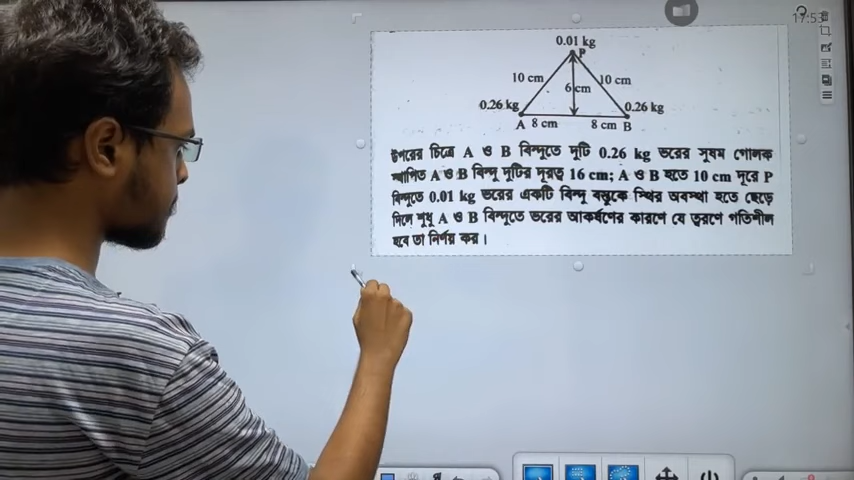 17:53
0.01 kg
P
10 cm
10 cm
6 cm
0.26 kg
0.26 kg
A 8 cm 8 cm B
উপরের চিত্রে A ও B বিন্দুতে দুটি 0.26 kg ভরের সুষম গোলক
স্থাপিত A ও B বিন্দু দুটির দূরত্ব 16 cm; A ও B হতে 10 cm দূরে P
বিন্দুতে 0.01 kg ভরের একটি বিন্দু বস্তুকে স্থির অবস্থা হতে ছেড়ে
দিলে শুধু A ও B বিন্দুতে ভরের আকর্ষণের কারণে যে ত্বরণে গতিশীল
হবে তা নির্ণয় কর।